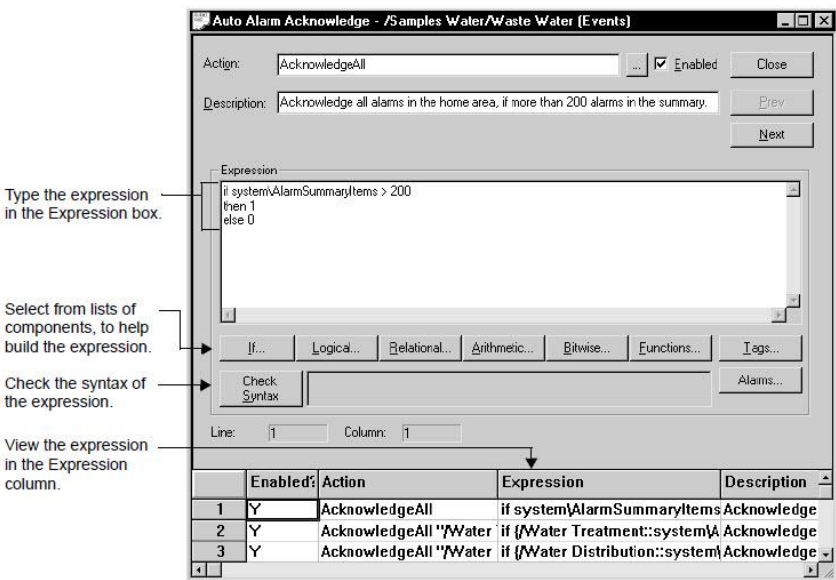 Auto Alarm Acknowledge - /Samples Water/Waste Water (Events)
Action: AcknowledgeAll ... Enabled Close
Description: Acknowledge all alarms in the home area, if more than 200 alarms in the summary. Prev
Next
Expression
if system\AlarmSummaryItems > 200
then 1
else 0
Type the expression
in the Expression box.
Select from lists of
components, to help
build the expression.
If... Logical... Relational... Arithmetic... Bitwise... Functions... Tags...
Check the syntax of
the expression.
Check
Syntax
Alarms...
Line: 1 Column: 1
View the expression
in the Expression
column.
Enabled? Action Expression Description
1 Y AcknowledgeAll if system\AlarmSummaryItems Acknowledge
2 Y AcknowledgeAll "/Water if {/Water Treatment::system\A Acknowledge
3 Y AcknowledgeAll "/Water if {/Water Distribution::system\ Acknowledge